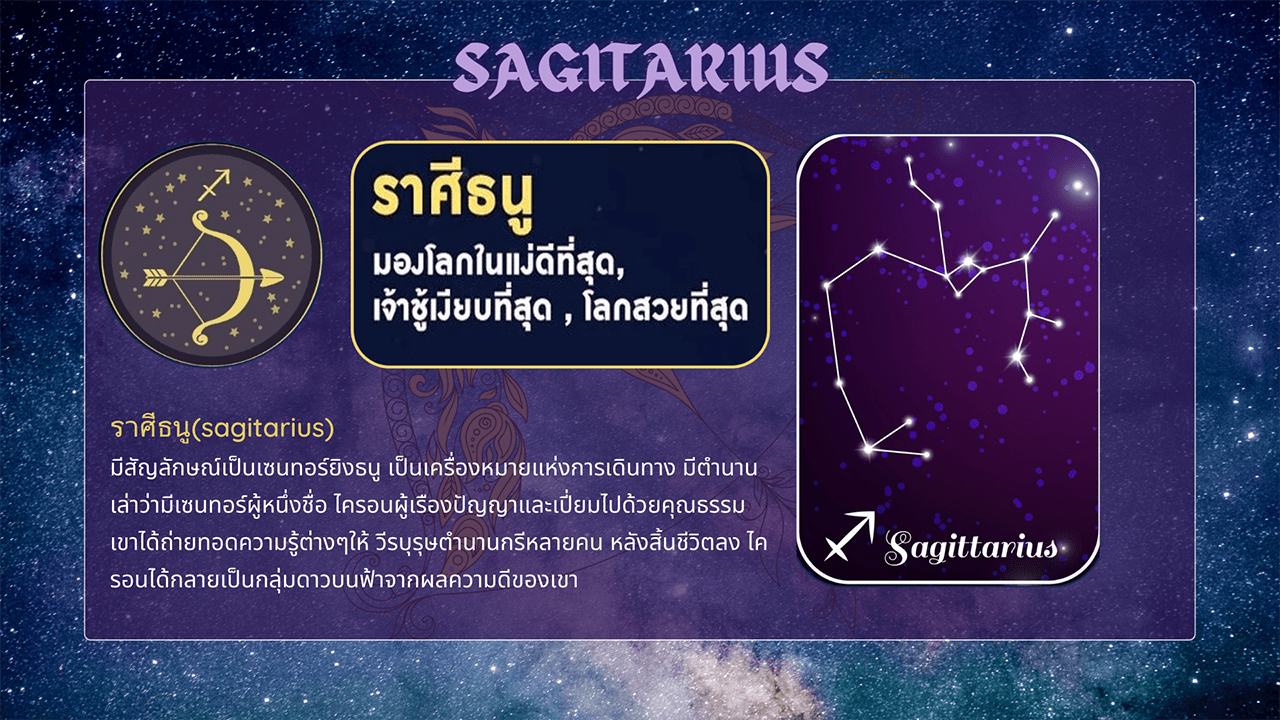 SAGITARIUS
ราศีธนู
มองโลกในแง่ดีที่สุด,
เจ้าชู้เงียบที่สุด , โลกสวยที่สุด
ราศีธนู(sagitarius)
มีสัญลักษณ์เป็นเซนทอร์ยิงธนู เป็นเครื่องหมายแห่งการเดินทาง มีตำนาน
เล่าว่ามีเซนทอร์ผู้หนึ่งชื่อ ไครอนผู้เรืองปัญญาและเปี่ยมไปด้วยคุณธรรม
เขาได้ถ่ายทอดความรู้ต่างๆให้ วีรบุรุษตำนานกรีหลายคน หลังสิ้นชีวิตลง ไค
รอนได้กลายเป็นกลุ่มดาวบนฟ้าจากผลความดีของเขา
Sagittarius